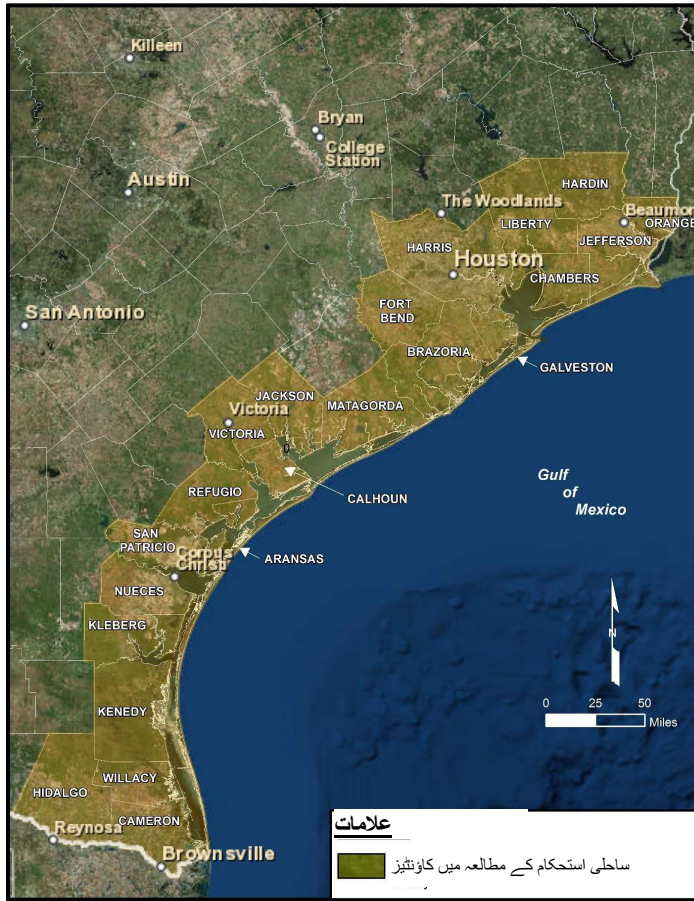 Killeen
Bryan
College
Station
Austin
HARDIN
The Woodlands
Beaumon
LIBERTY
ORANGE
HARRIS
JEFFERSON
Houston
CHAMBERS
San Antonio
FORT
BEND
BRAZORIA
GALVESTON
JACKSON
MATAGORDA
Victoria
VICTORIA
Gulf
of
Mexico
REFUGIO
CALHOUN
SAN
PATRICIO
Corpus
Christi
ARANSAS
NUECES
KLEBERG
N
KENEDY
0 25 50
Miles
WILLACY
HIDALGO
CAMERON
Reynosa
Brownsville
علامات
ساحلی استحکام کے مطالعہ میں کاؤنٹیز